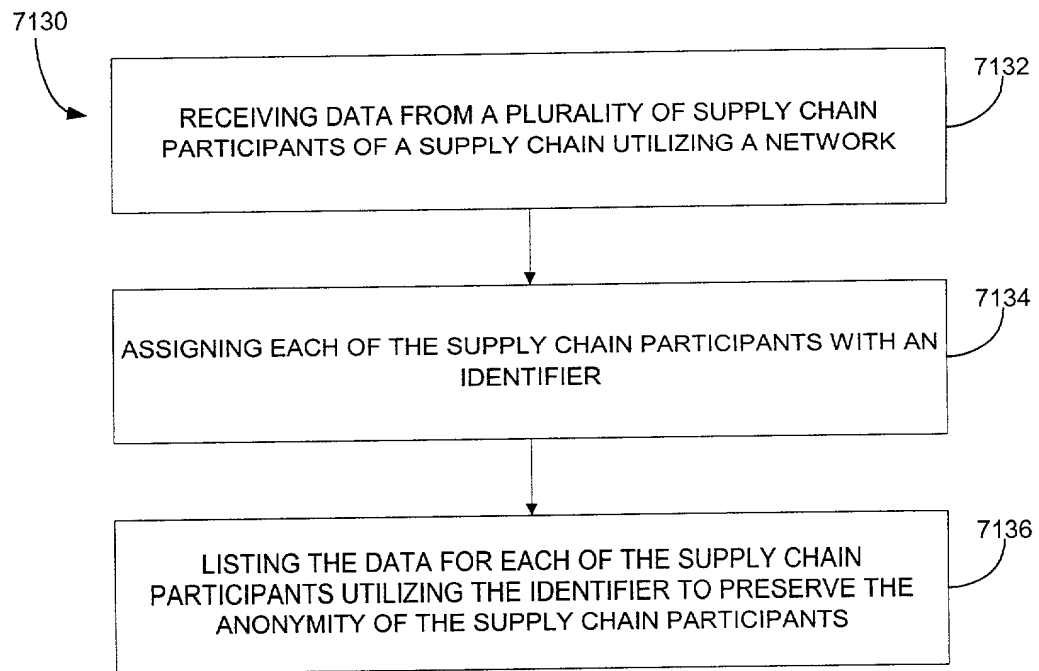 7130
7132
RECEIVING DATA FROM A PLURALITY OF SUPPLY CHAIN
PARTICIPANTS OF A SUPPLY CHAIN UTILIZING A NETWORK
7134
ASSIGNING EACH OF THE SUPPLY CHAIN PARTICIPANTS WITH AN
IDENTIFIER
7136
LISTING THE DATA FOR EACH OF THE SUPPLY CHAIN
PARTICIPANTS UTILIZING THE IDENTIFIER TO PRESERVE THE
ANONYMITY OF THE SUPPLY CHAIN PARTICIPANTS